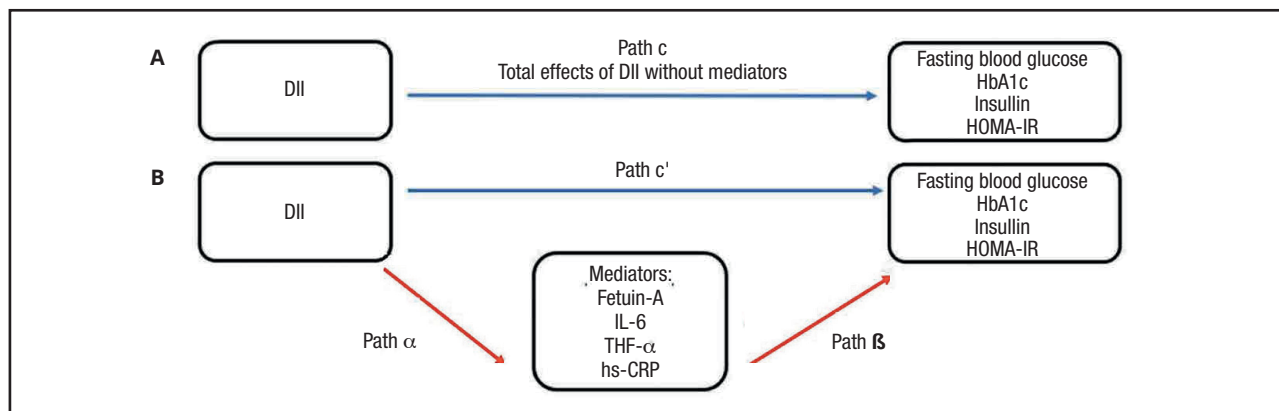 A
DII
Path c
Total effects of DII without mediators
Fasting blood glucose
HbA1c
Insullin
HOMA-IR
B
DII
Path c'
Fasting blood glucose
HbA1c
Insullin
HOMA-IR
Mediators:
Fetuin-A
IL-6
THF-α
hs-CRP
Path α
Path ß